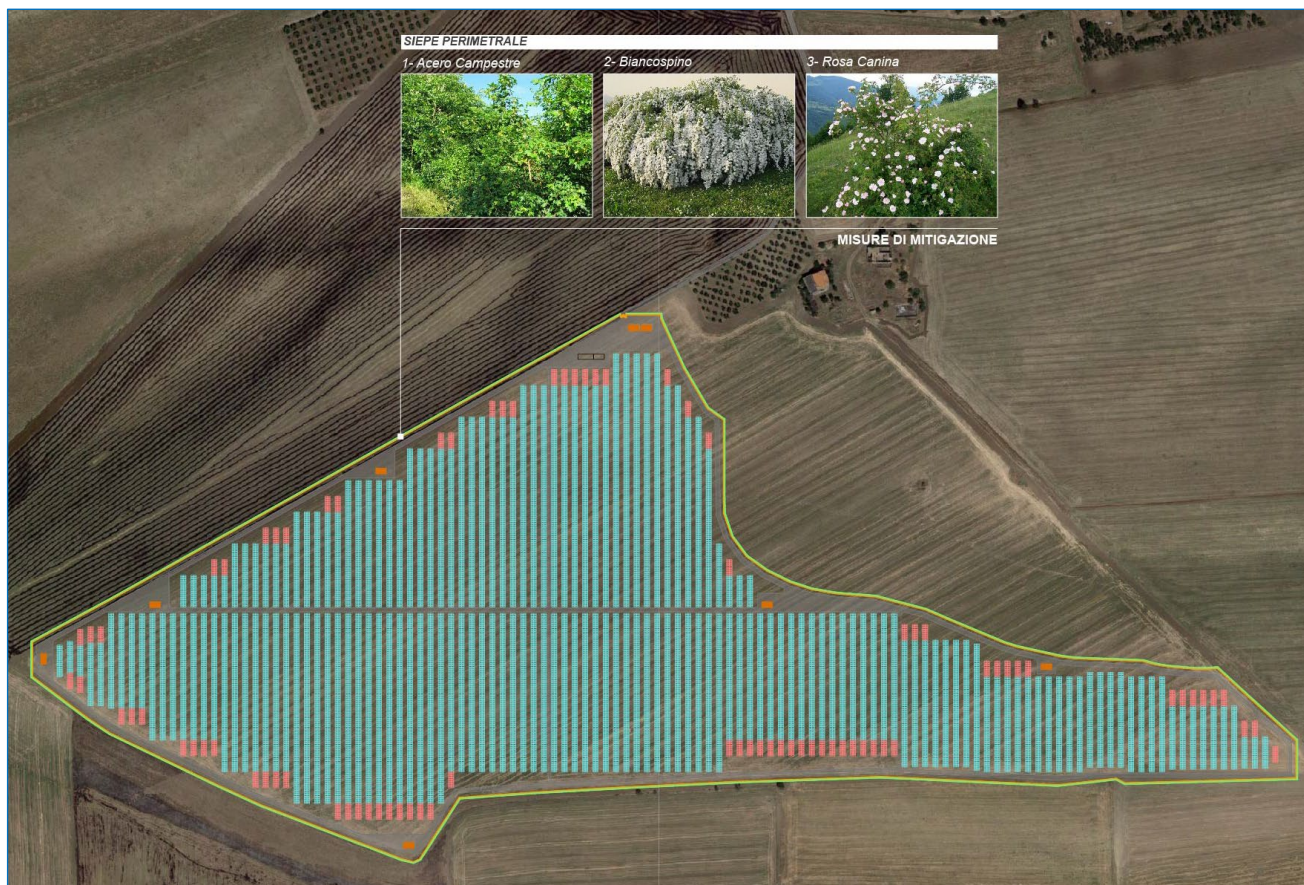 SIEPE PERIMETRALE
1- Acero Campestre
2- Biancospino
3- Rosa Canina
MISURE DI MITIGAZIONE